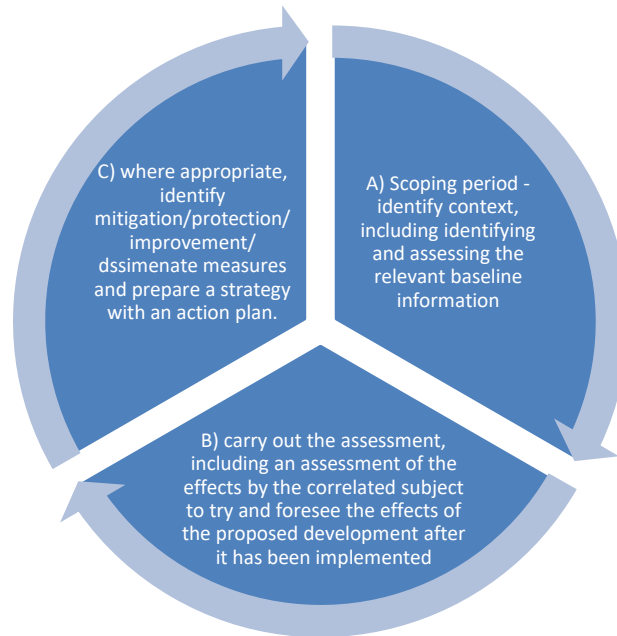 A) Scoping period -
identify context,
including identifying
and assessing the
relevant baseline
information
B) carry out the assessment,
including an assessment of the
effects by the correlated subject
to try and foresee the effects of
the proposed development after
it has been implemented
C) where appropriate,
identify
mitigation/protection/
improvement/
dssimenate measures
and prepare a strategy
with an action plan.